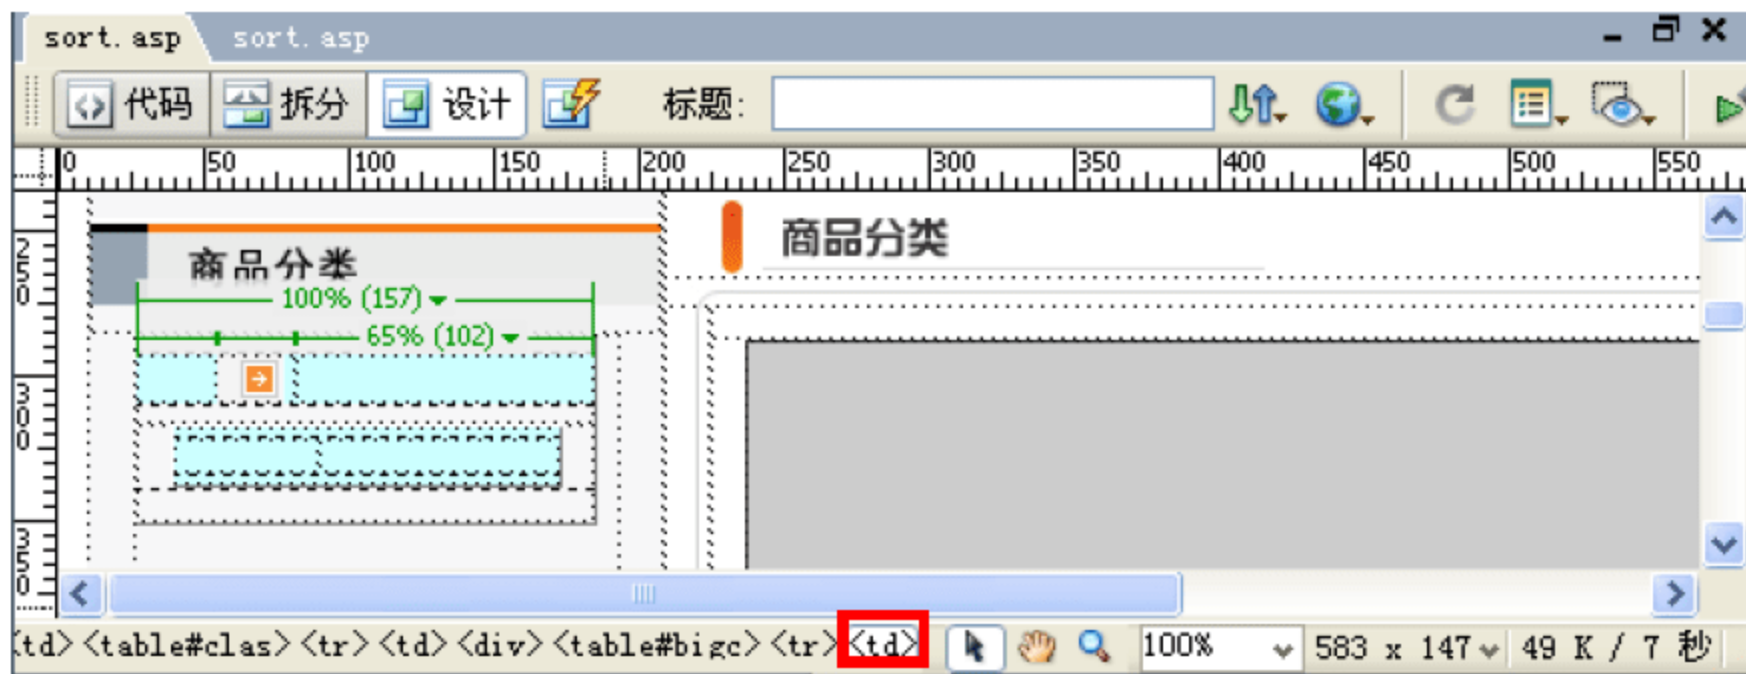 sort.asp sort.asp
代码 拆分 设计 标题:
0 50 100 150 200 250 300 350 400 450 500 550
商品分类 商品分类
250
100% (157)
65% (102)
300
350
<td><table#clas><tr><td><div><table#bigc><tr><td> 100% 583 x 147 49 K / 7 秒